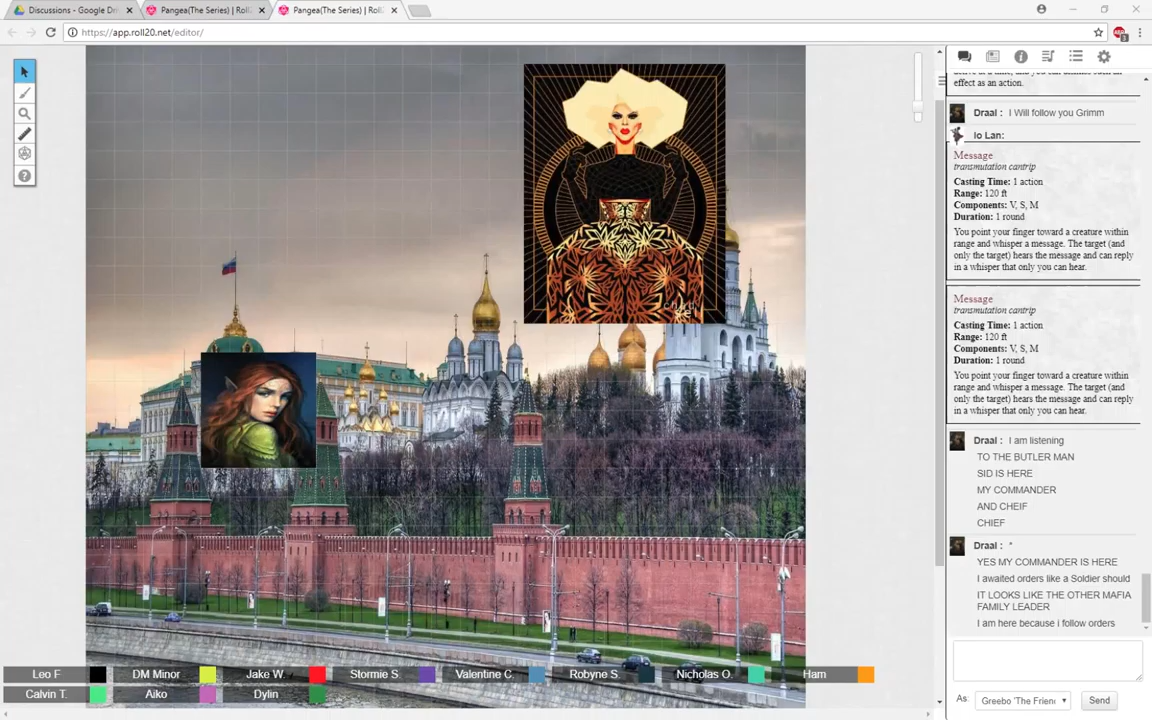 Discussions - Google Dri
Pangea(The Series) | Roll2
Pangea(The Series) | Roll
https://app.roll20.net/editor/
effect as an action.
Draal : I Will follow you Grimm
Io Lan:
Message
transmutation cantrip
Casting Time: 1 action
Range: 120 ft
Components: V, S, M
Duration: 1 round
You point your finger toward a creature within
range and whisper a message. The target (and
only the target) hears the message and can reply
in a whisper that only you can hear.
Message
transmutation cantrip
Casting Time: 1 action
Range: 120 ft
Components: V, S, M
Duration: 1 round
You point your finger toward a creature within
range and whisper a message. The target (and
only the target) hears the message and can reply
in a whisper that only you can hear.
Draal : I am listening
TO THE BUTLER MAN
SID IS HERE
MY COMMANDER
AND CHEIF
CHIEF
Draal : *
YES MY COMMANDER IS HERE
I awaited orders like a Soldier should
IT LOOKS LIKE THE OTHER MAFIA
FAMILY LEADER
I am here because i follow orders
Leo F
DM Minor
Jake W.
Stormie S.
Valentine C
Robyne S.
Nicholas O.
Ham
Calvin T.
Aiko
Dylin
As: Greebo 'The Frienc
Send